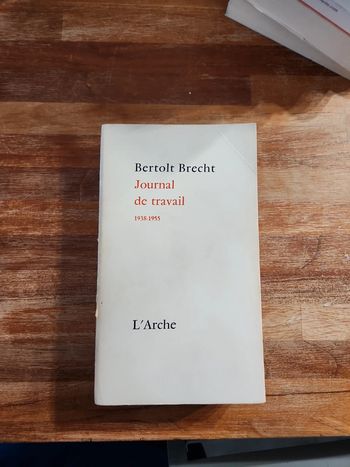 Bertolt Brecht
Journal
de travail
1938-1955
L'Arche